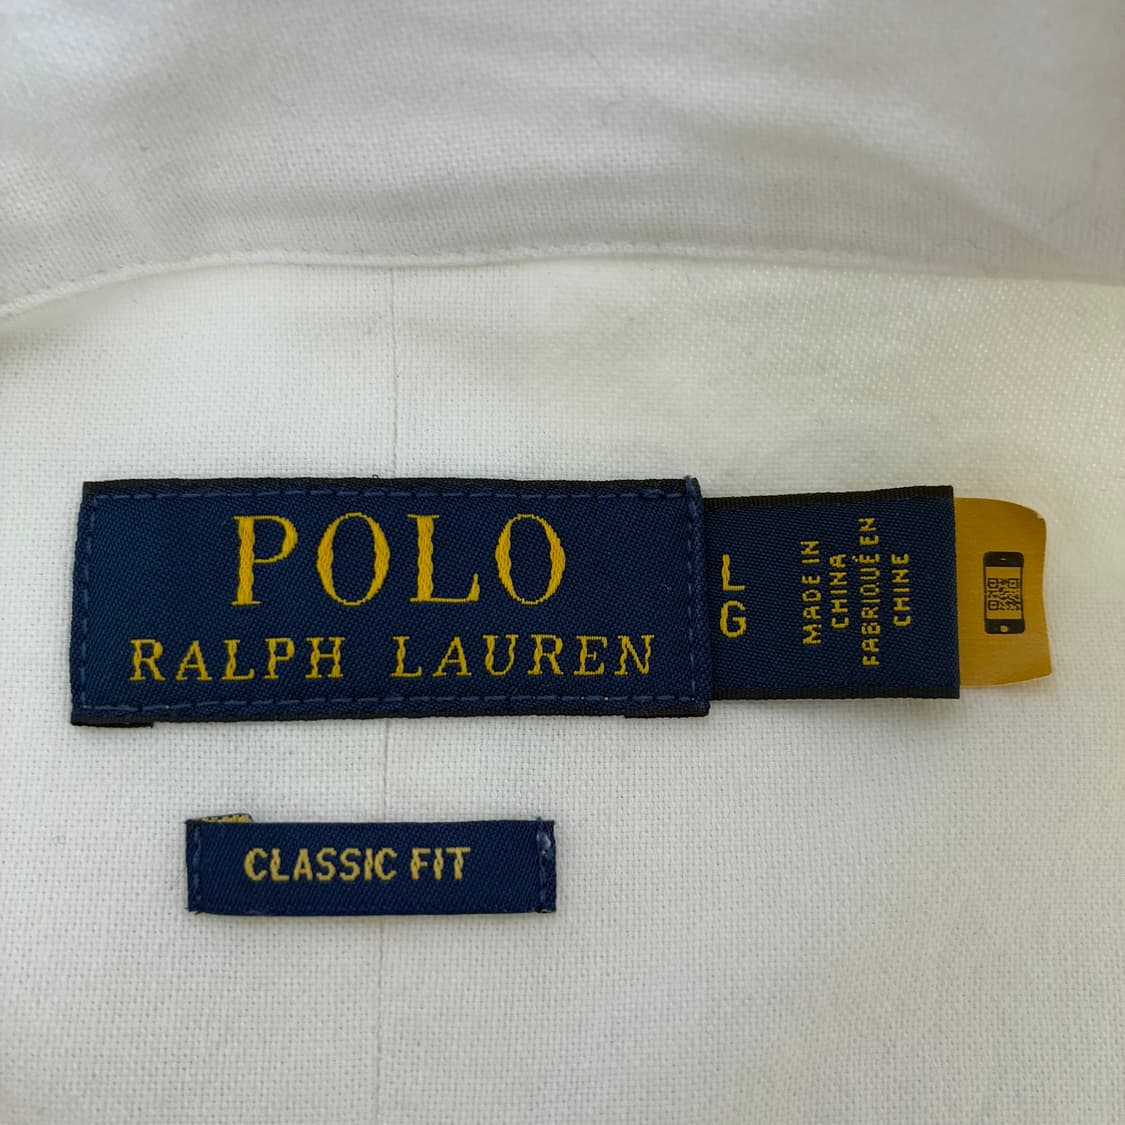 POLO
RALPH LAUREN
L
G
MADE IN
CHINA
FABRIQUÉ EN
CHINE
CLASSIC FIT